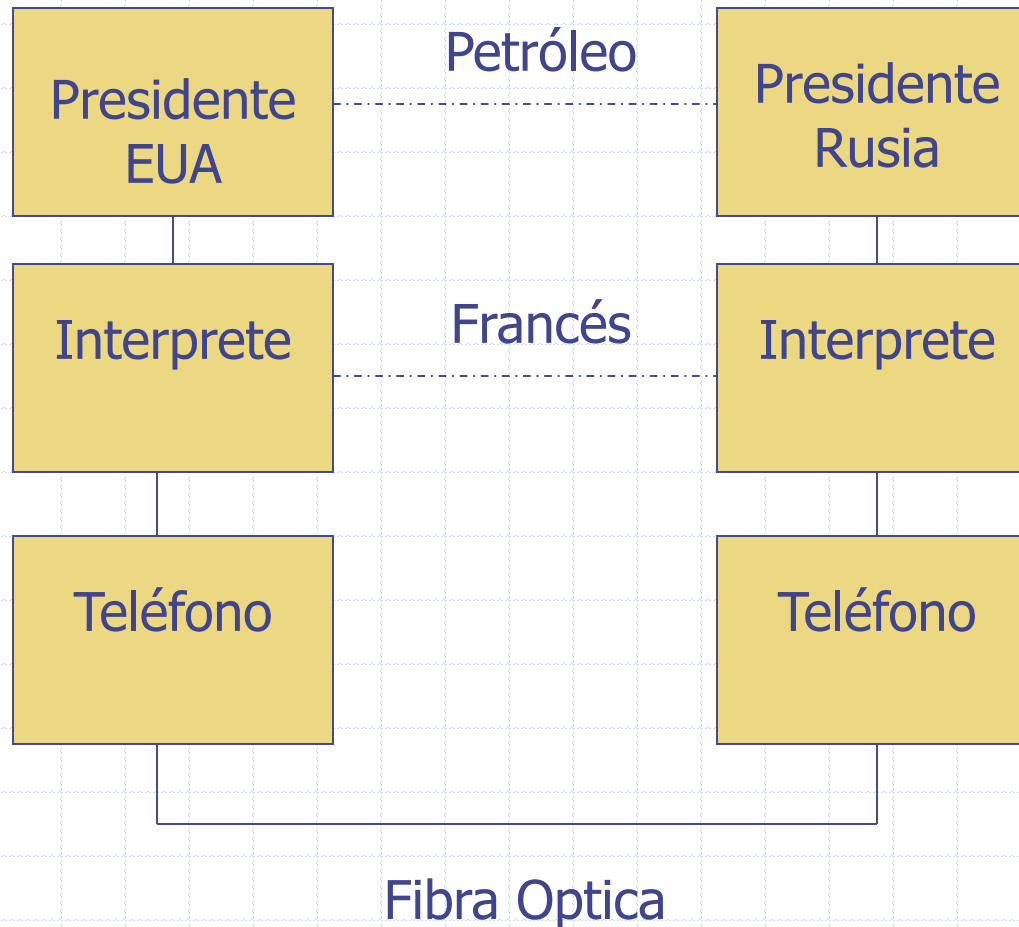 Petróleo
Presidente
EUA
Presidente
Rusia
Interprete
Francés
Interprete
Teléfono
Teléfono
Fibra Optica